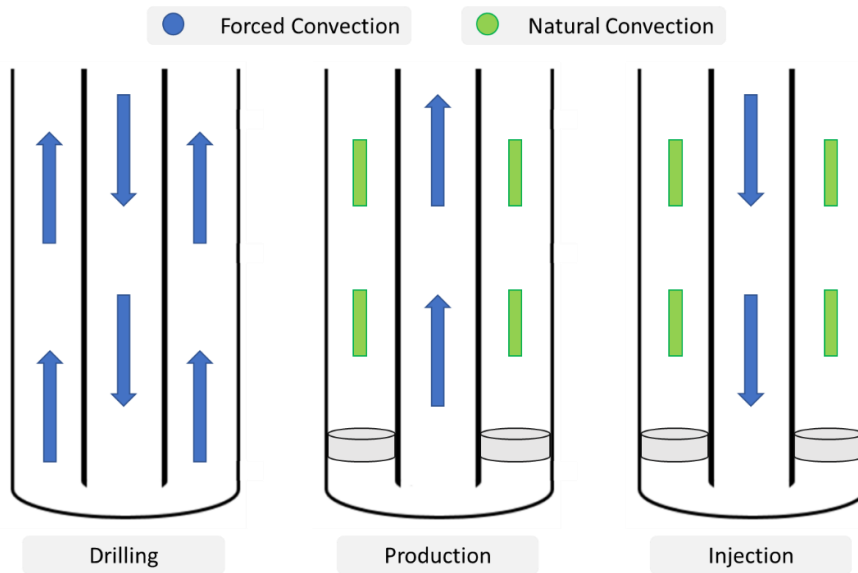 Forced Convection
Natural Convection
Drilling
Production
Injection